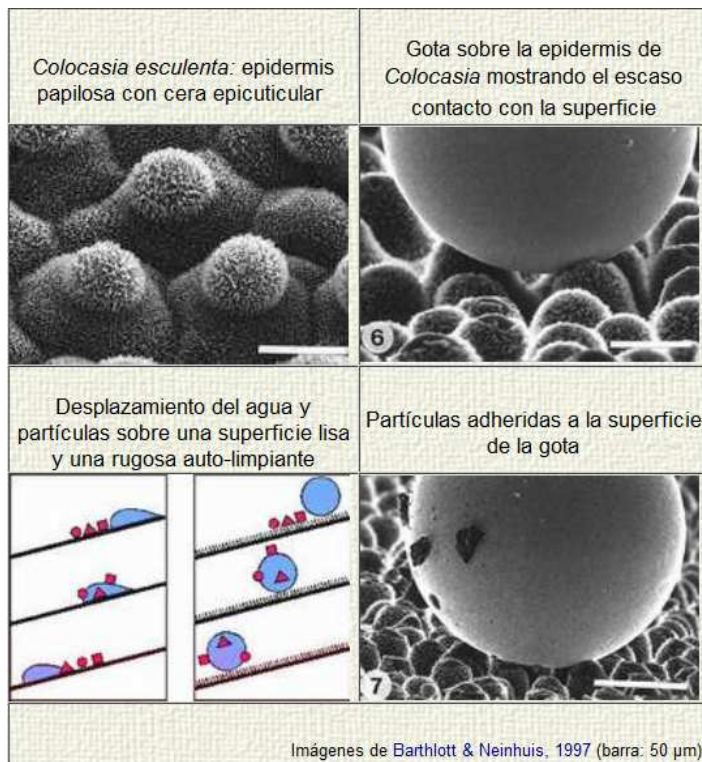 Colocasia esculenta: epidermis
papilosa con cera epicuticular
Gota sobre la epidermis de
Colocasia mostrando el escaso
contacto con la superficie
6
Desplazamiento del agua y
partículas sobre una superficie lisa
y una rugosa auto-limpiante
Partículas adheridas a la superficie
de la gota
7
Imágenes de Barthlott & Neinhuis, 1997 (barra: 50 µm)